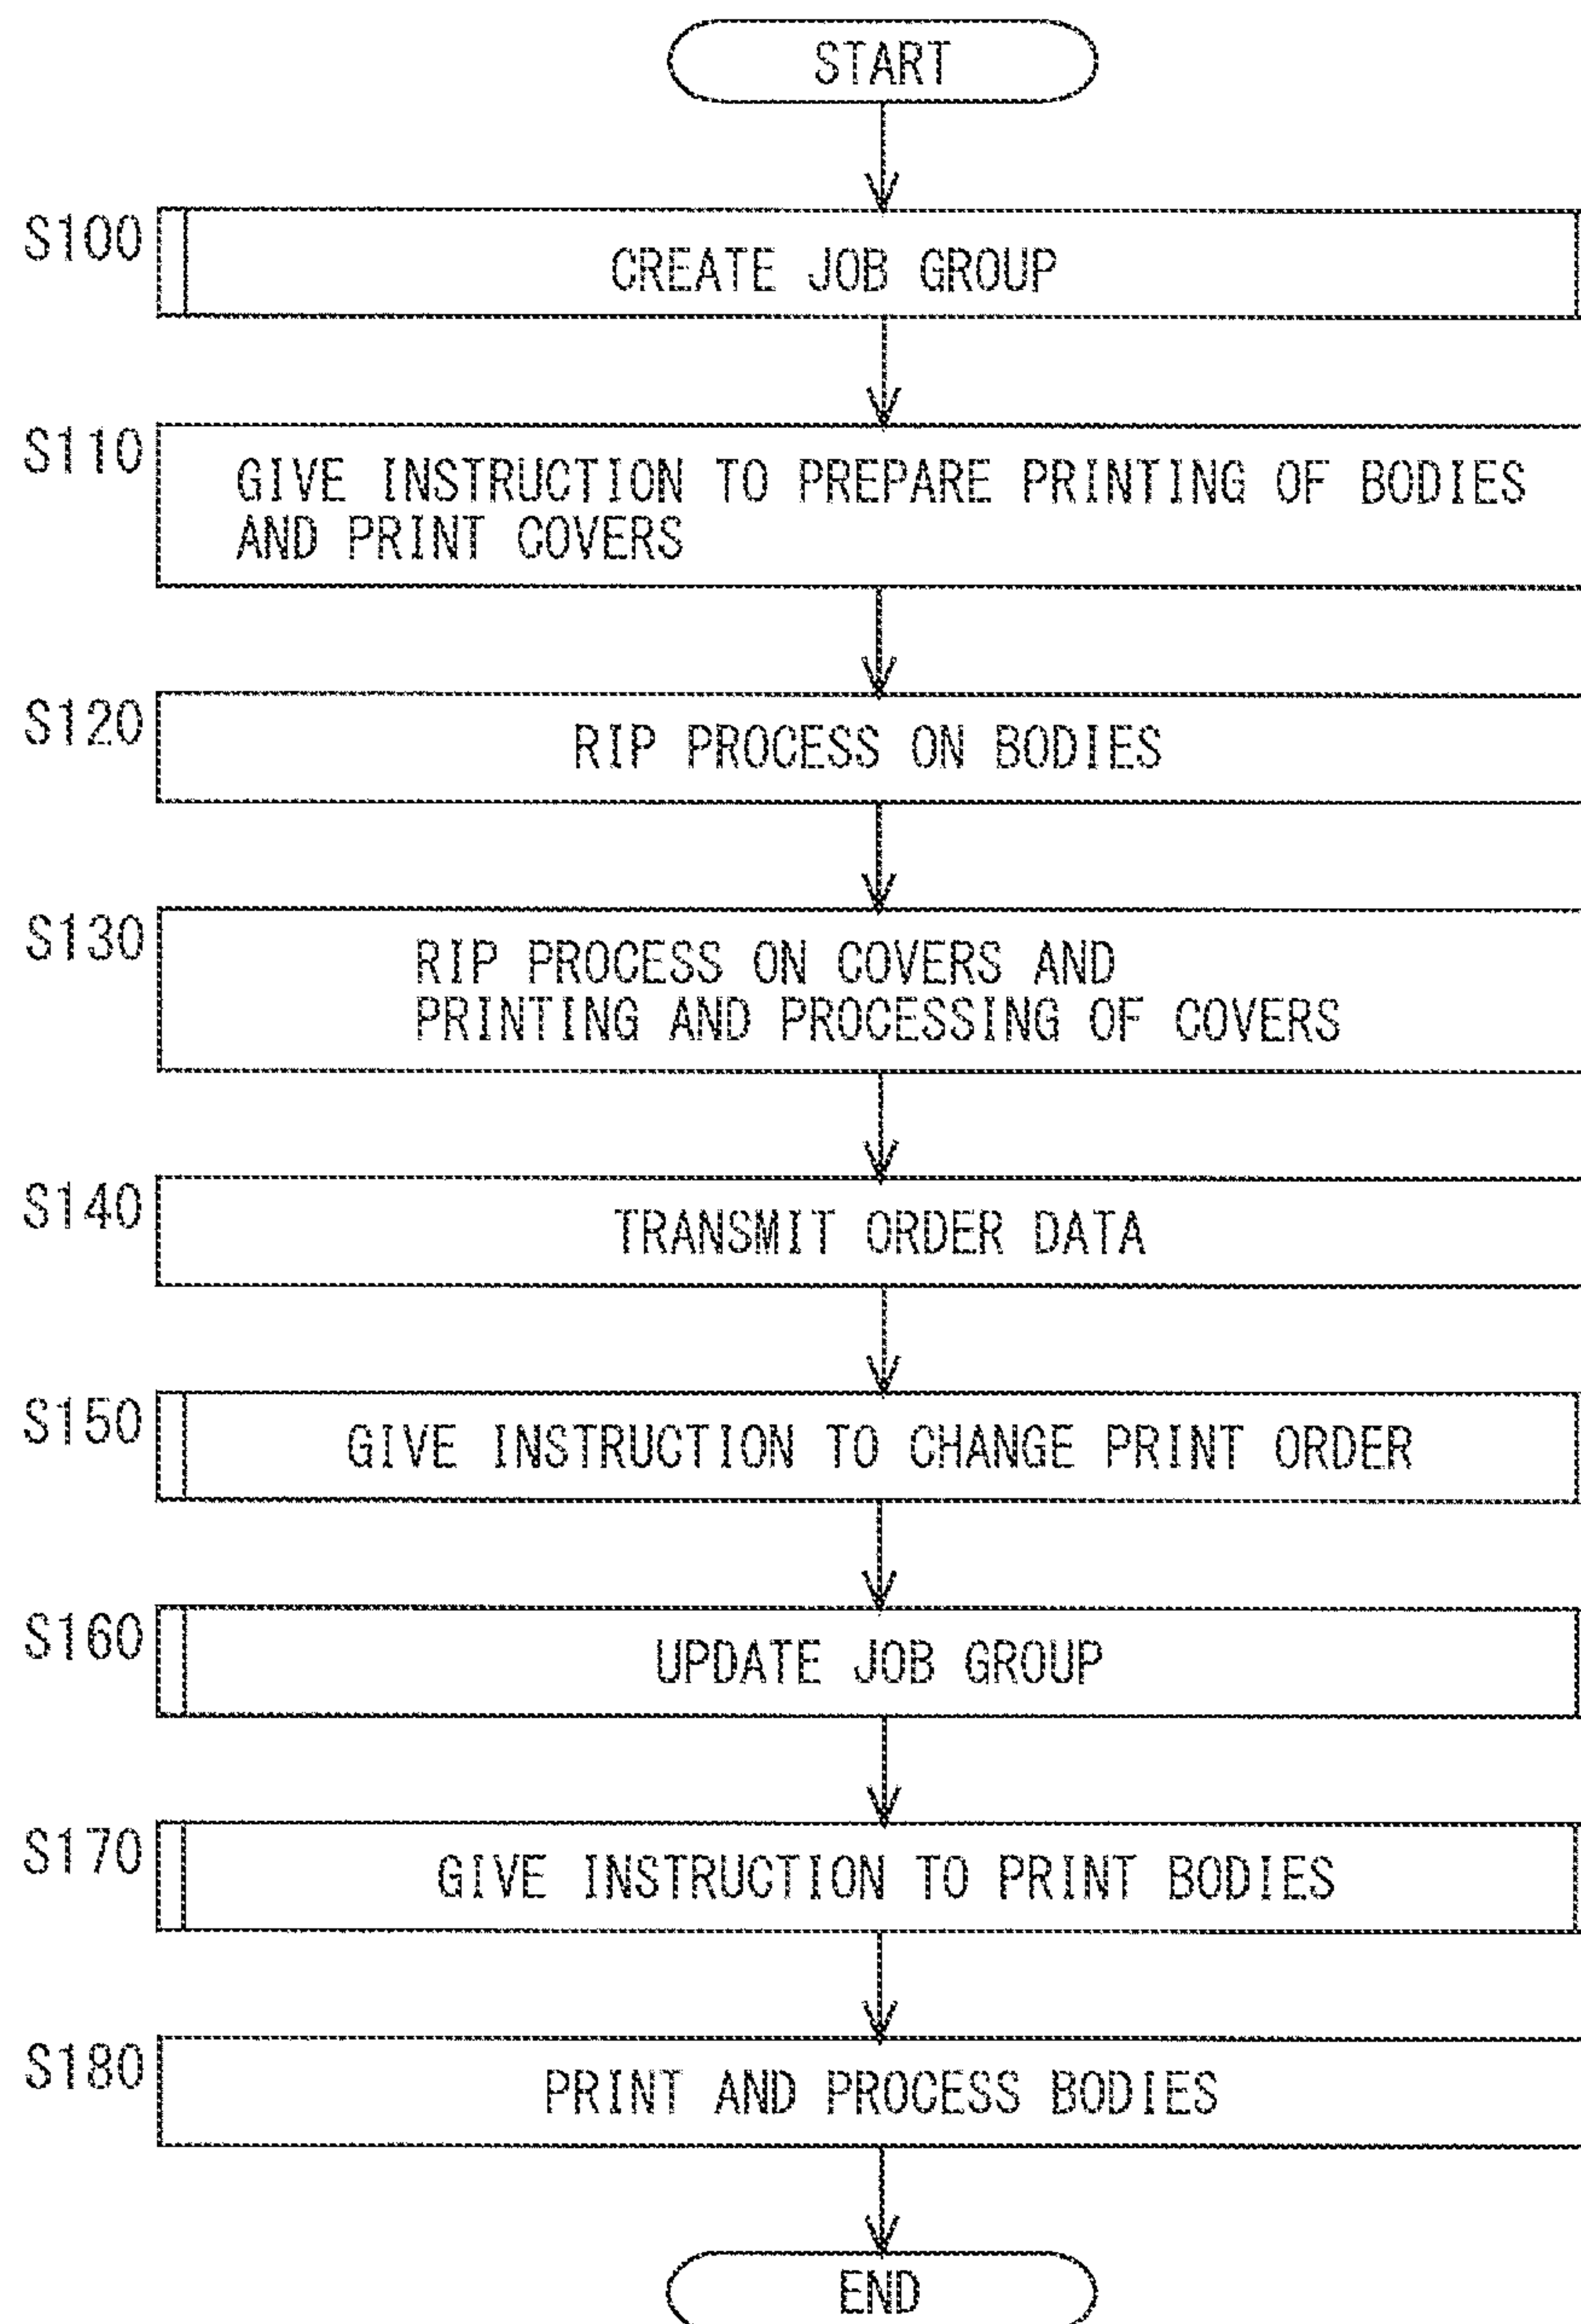 START
S100
CREATE JOB GROUP
S110
GIVE INSTRUCTION TO PREPARE PRINTING OF BODIES
AND PRINT COVERS
S120
RIP PROCESS ON BODIES
S130
RIP PROCESS ON COVERS AND
PRINTING AND PROCESSING OF COVERS
S140
TRANSMIT ORDER DATA
S150
GIVE INSTRUCTION TO CHANGE PRINT ORDER
S160
UPDATE JOB GROUP
S170
GIVE INSTRUCTION TO PRINT BODIES
S180
PRINT AND PROCESS BODIES
END